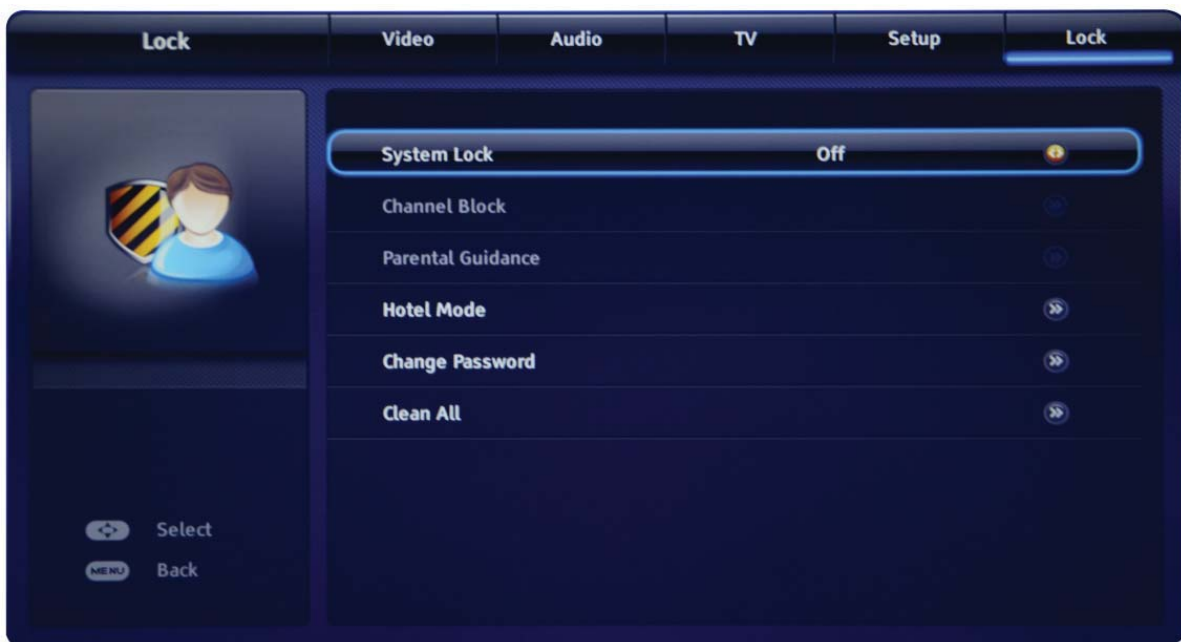 Lock
Video Audio TV Setup Lock
System Lock Off
Channel Block
Parental Guidance
Hotel Mode
Change Password
Clean All
Select
MENU Back